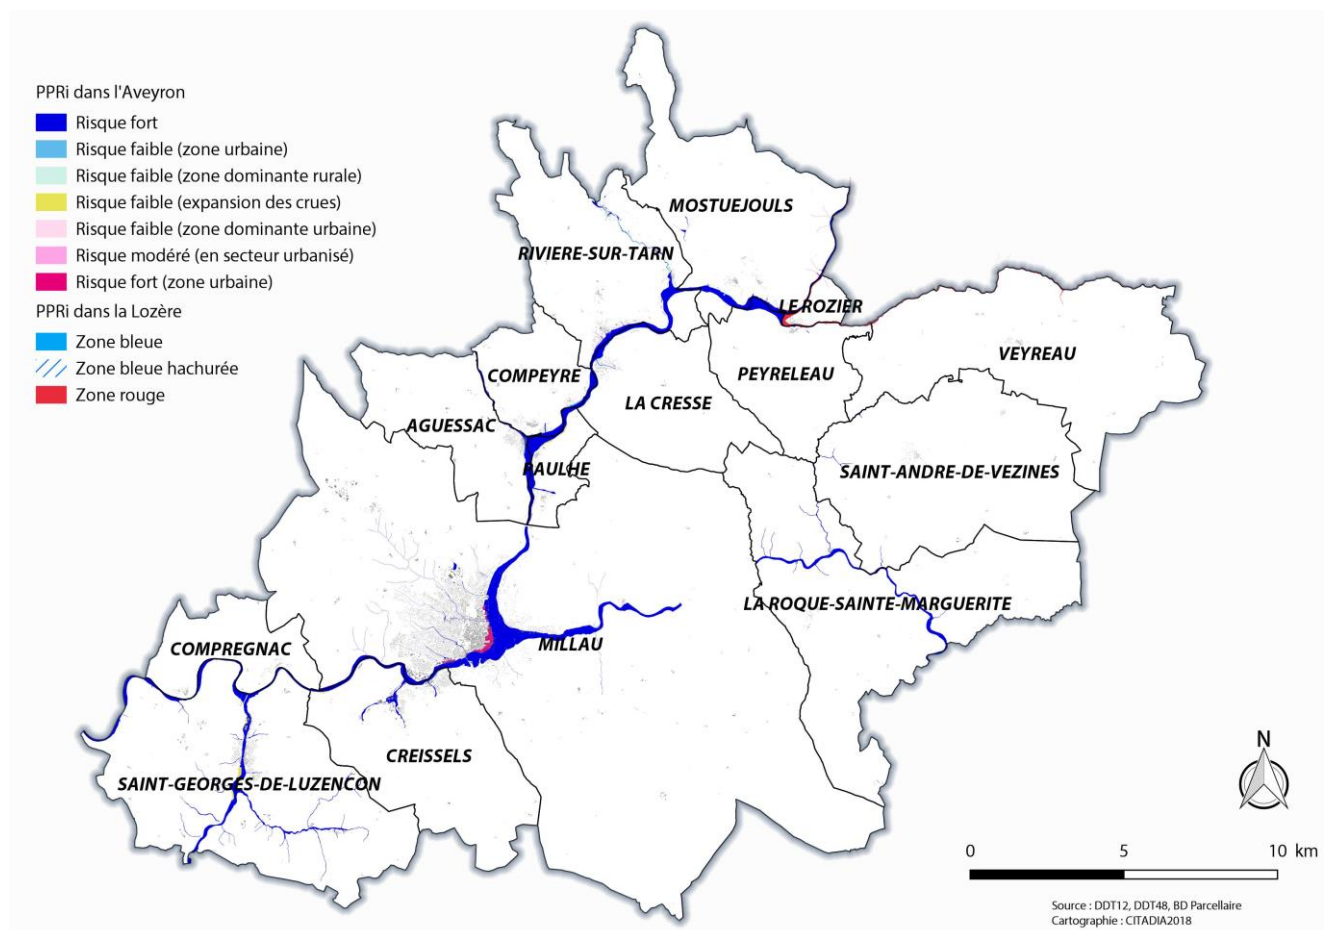 PPRi dans l'Aveyron
Risque fort
Risque faible (zone urbaine)
Risque faible (zone dominante rurale)
Risque faible (expansion des crues)
Risque faible (zone dominante urbaine)
Risque modéré (en secteur urbanisé)
Risque fort (zone urbaine)
PPRi dans la Lozère
Zone bleue
Zone bleue hachurée
Zone rouge
MOSTUEJOULS
RIVIERE-SUR-TARN
LE ROZIER
VEYREAU
COMPEYRE
PEYRELEAU
LA CRESSE
AGUESSAC
PAULHE
SAINT-ANDRE-DE-VEZINES
LA ROQUE-SAINTE-MARGUERITE
COMPREGNAC
MILLAU
CREISSELS
SAINT-GEORGES-DE-LUZENCON
N
0 5 10 km
Source : DDT12, DDT48, BD Parcellaire
Cartographie : CITADIA2018